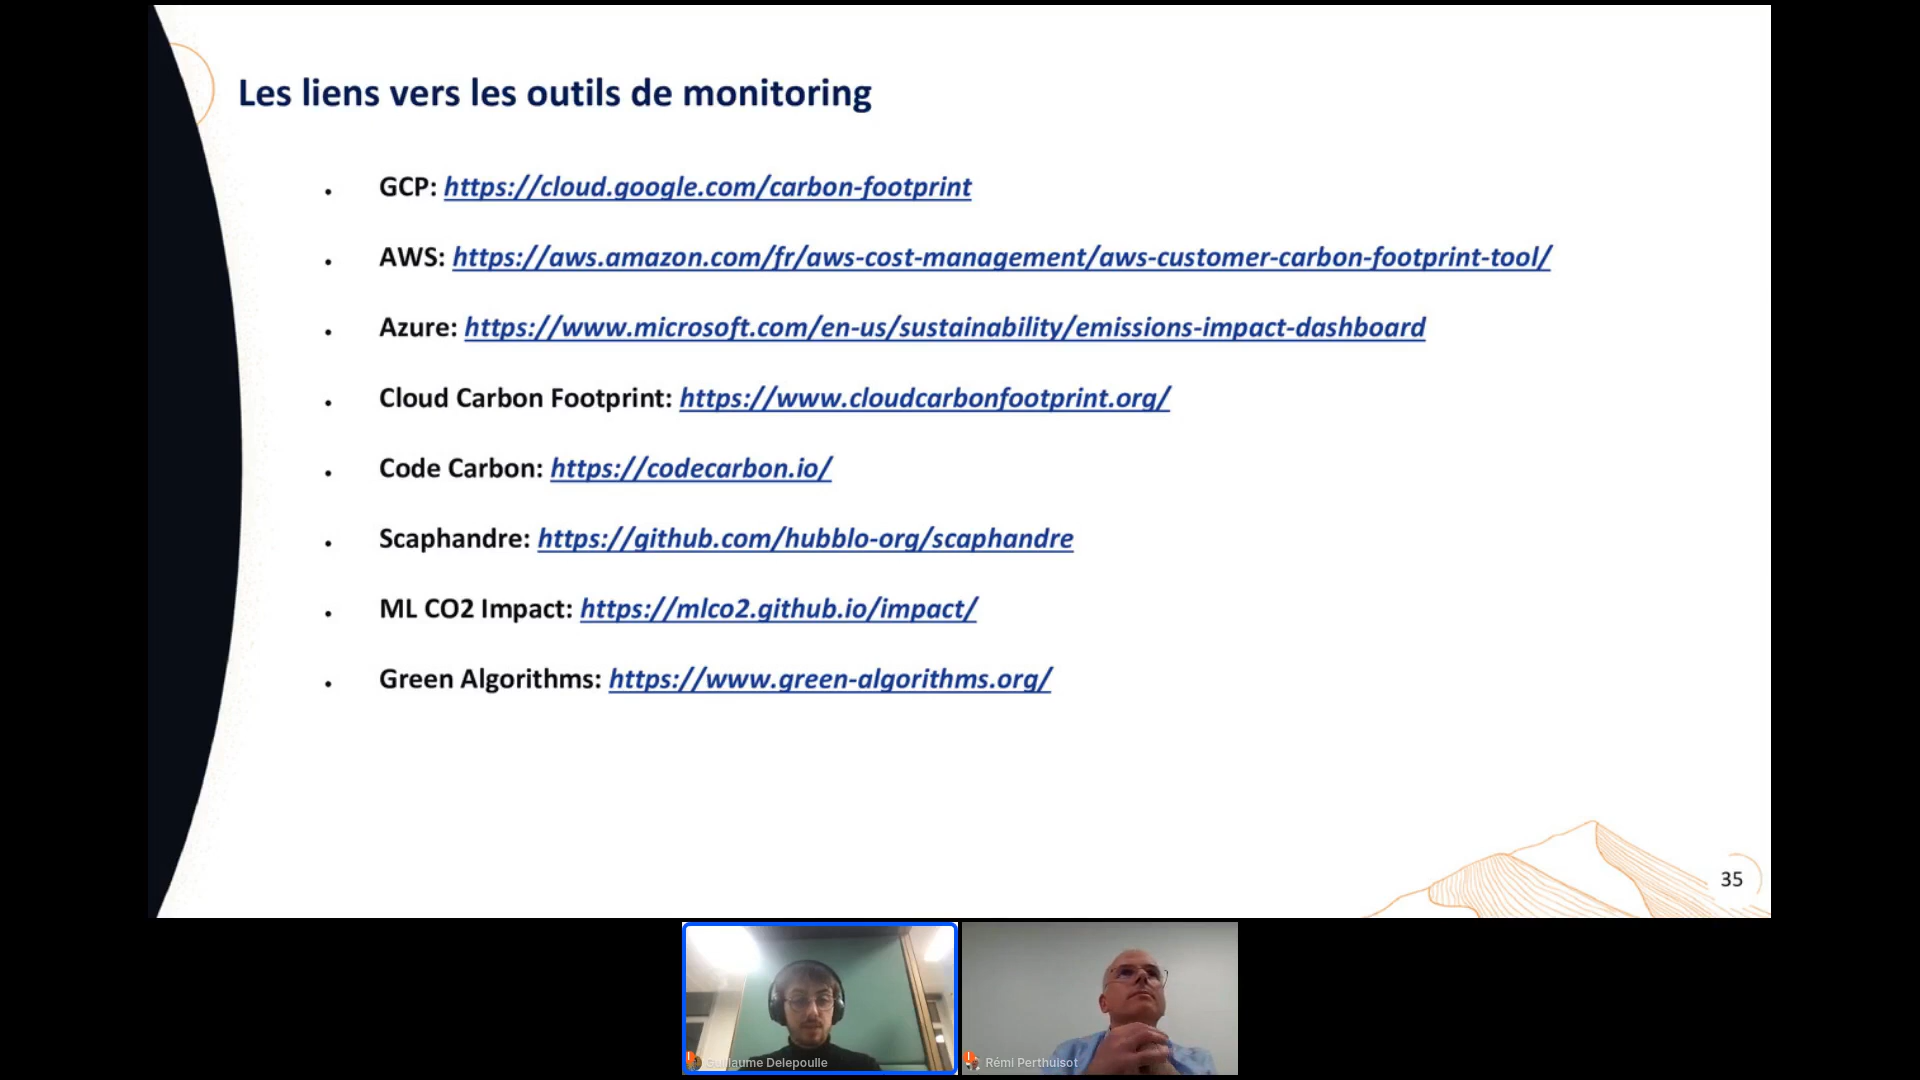 Les liens vers les outils de monitoring
• GCP: https://cloud.google.com/carbon-footprint
• AWS: https://aws.amazon.com/fr/aws-cost-management/aws-customer-carbon-footprint-tool/
• Azure: https://www.microsoft.com/en-us/sustainability/emissions-impact-dashboard
• Cloud Carbon Footprint: https://www.cloudcarbonfootprint.org/
• Code Carbon: https://codecarbon.io/
• Scaphandre: https://github.com/hubblo-org/scaphandre
• ML CO2 Impact: https://mlco2.github.io/impact/
• Green Algorithms: https://www.green-algorithms.org/
35
Guillaume Delepoulle
Rémi Perthuisot